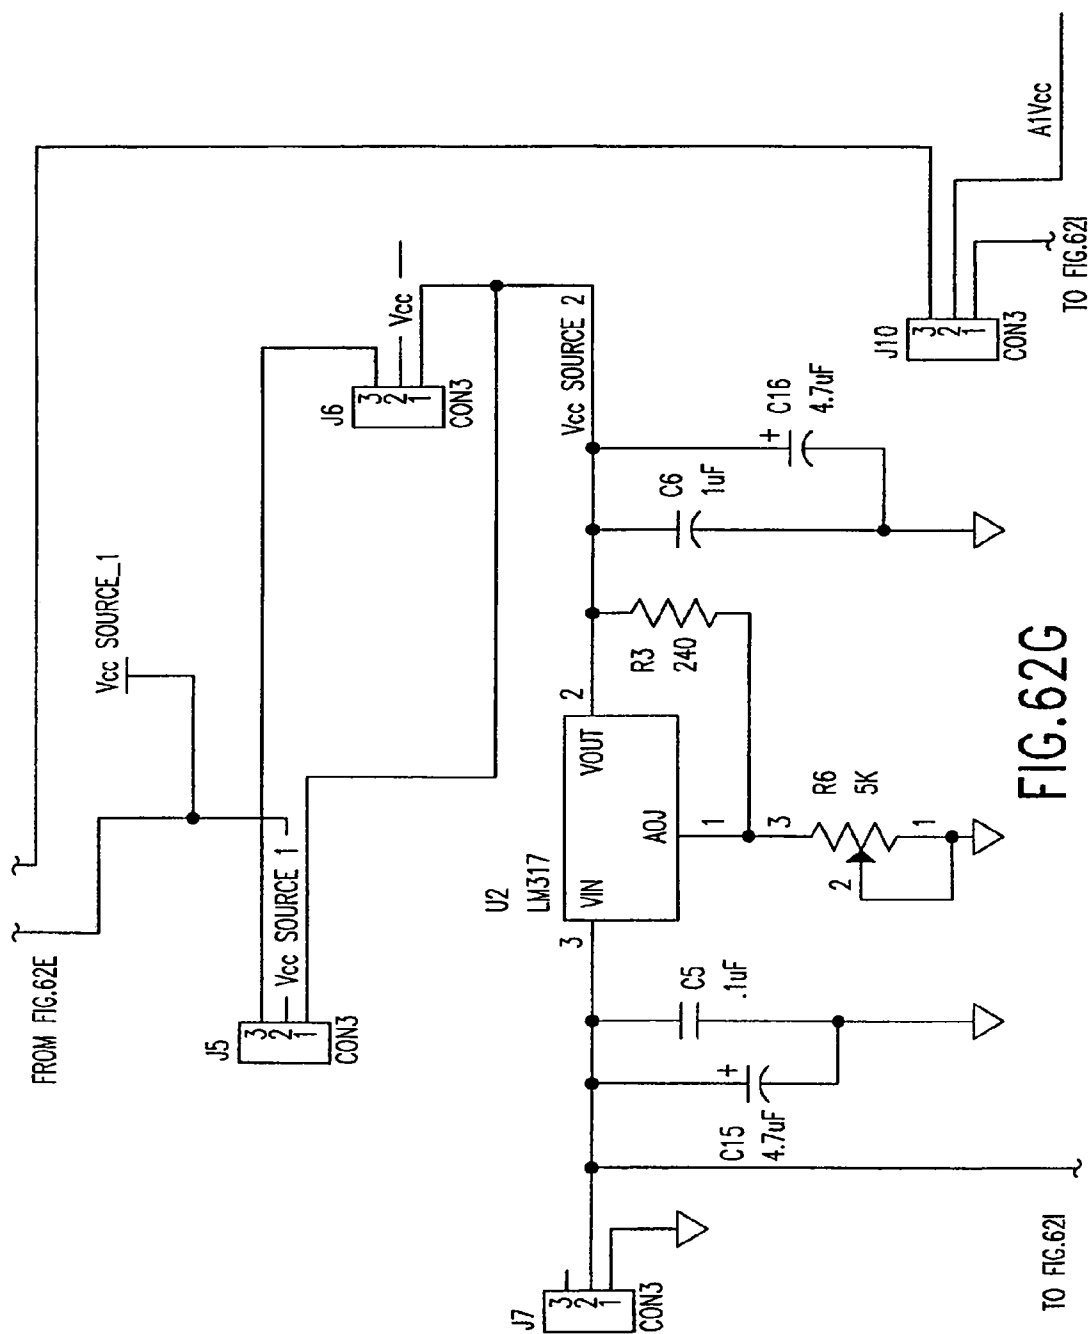 FROM FIG.62E
Vcc SOURCE_1
J5
3
2
1
CON3
Vcc SOURCE 1
J6
3
2
1
CON3
Vcc
Vcc SOURCE 2
J7
3
2
1
CON3
TO FIG.62I
C15
4.7uF
+
C5
.1uF
U2
LM317
3
VIN
VOUT
2
AOJ
1
R3
240
3
R6
5K
2
1
C6
1uF
+
C16
4.7uF
J10
3
2
1
CON3
A1Vcc
TO FIG.62I
FIG.62G